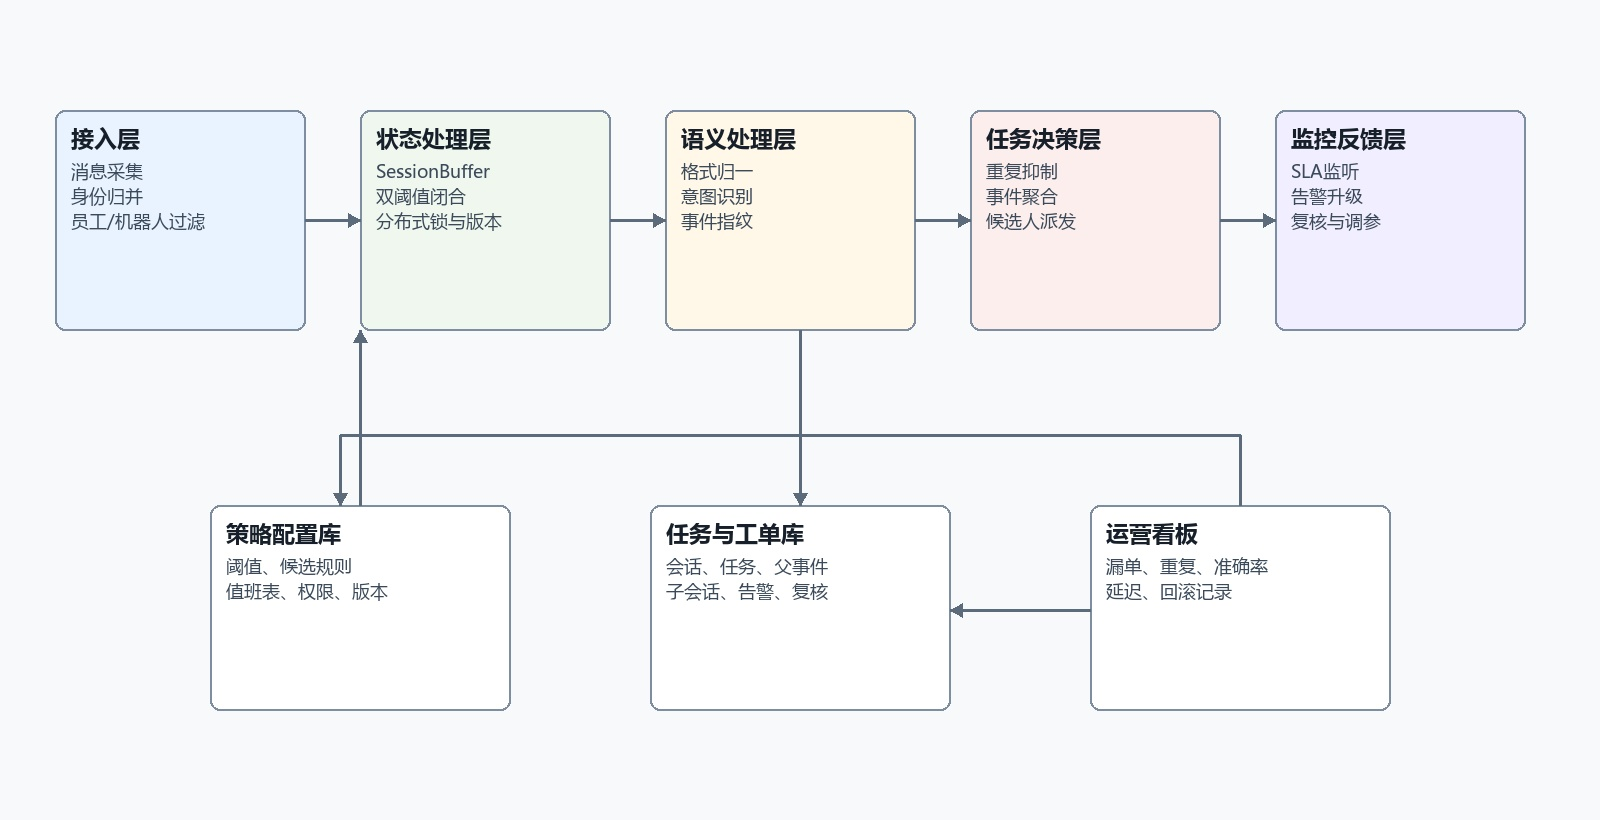 接入层
消息采集
身份归并
员工/机器人过滤
状态处理层
SessionBuffer
双阈值闭合
分布式锁与版本
语义处理层
格式归一
意图识别
事件指纹
任务决策层
重复抑制
事件聚合
候选人派发
监控反馈层
SLA监听
告警升级
复核与调参
策略配置库
阈值、候选规则
值班表、权限、版本
任务与工单库
会话、任务、父事件
子会话、告警、复核
运营看板
漏单、重复、准确率
延迟、回滚记录